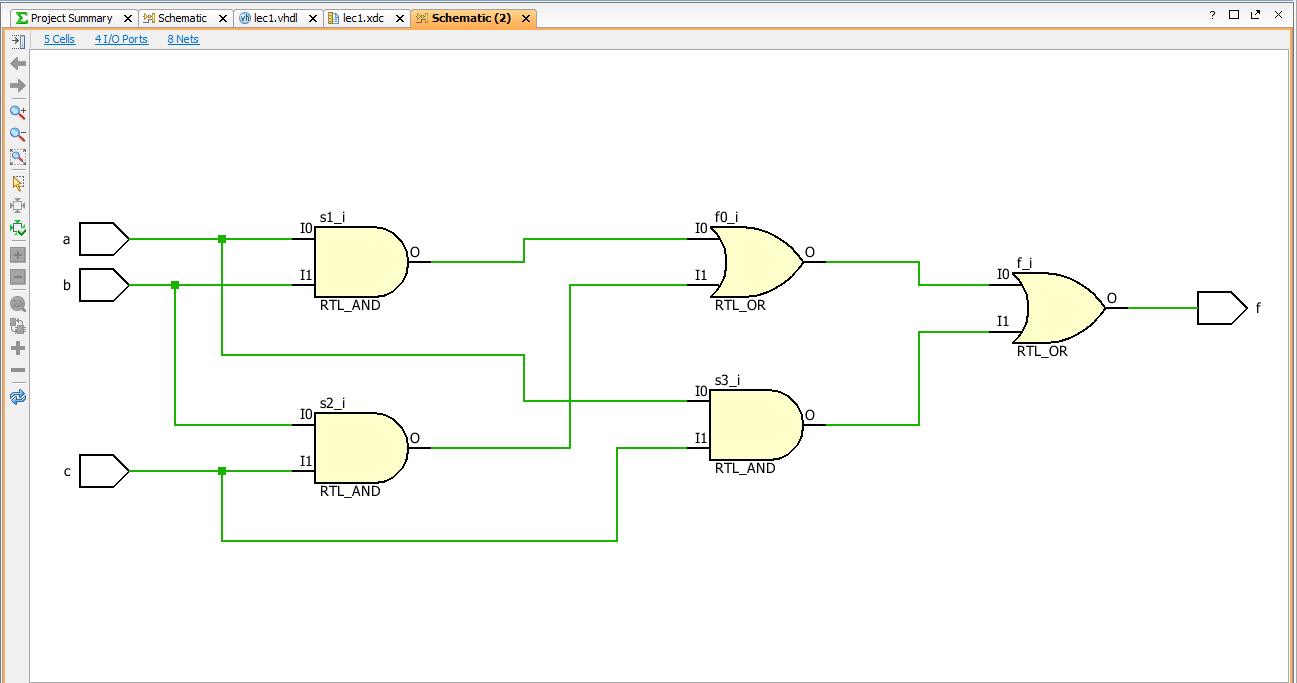 Project Summary Schematic lec1.vhdl lec1.xdc Schematic (2) ?
5 Cells 4 I/O Ports 8 Nets
s1_i
a I0 O
b I1
RTL_AND
f0_i
I0 O
I1
RTL_OR
f_i
I0 O f
I1
RTL_OR
s2_i
I0 O
c I1
RTL_AND
s3_i
I0 O
I1
RTL_AND